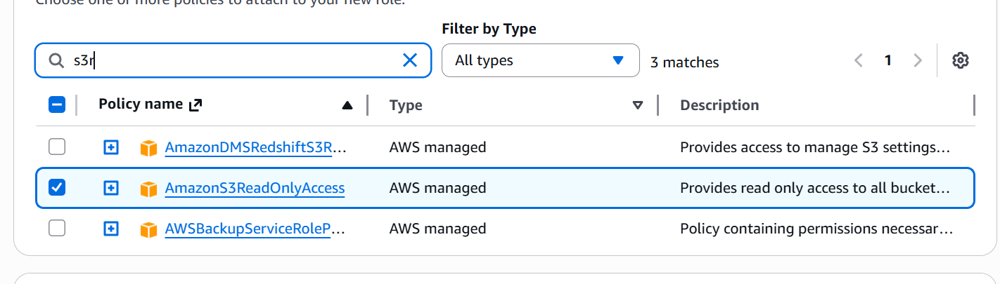 Choose one or more policies to attach to your new role.
Filter by Type
s3r
All types
3 matches
1
Policy name
Type
Description
AmazonDMSRedshiftS3R... AWS managed Provides access to manage S3 settings...
AmazonS3ReadOnlyAccess AWS managed Provides read only access to all bucket...
AWSBackupServiceRoleP... AWS managed Policy containing permissions necessar...